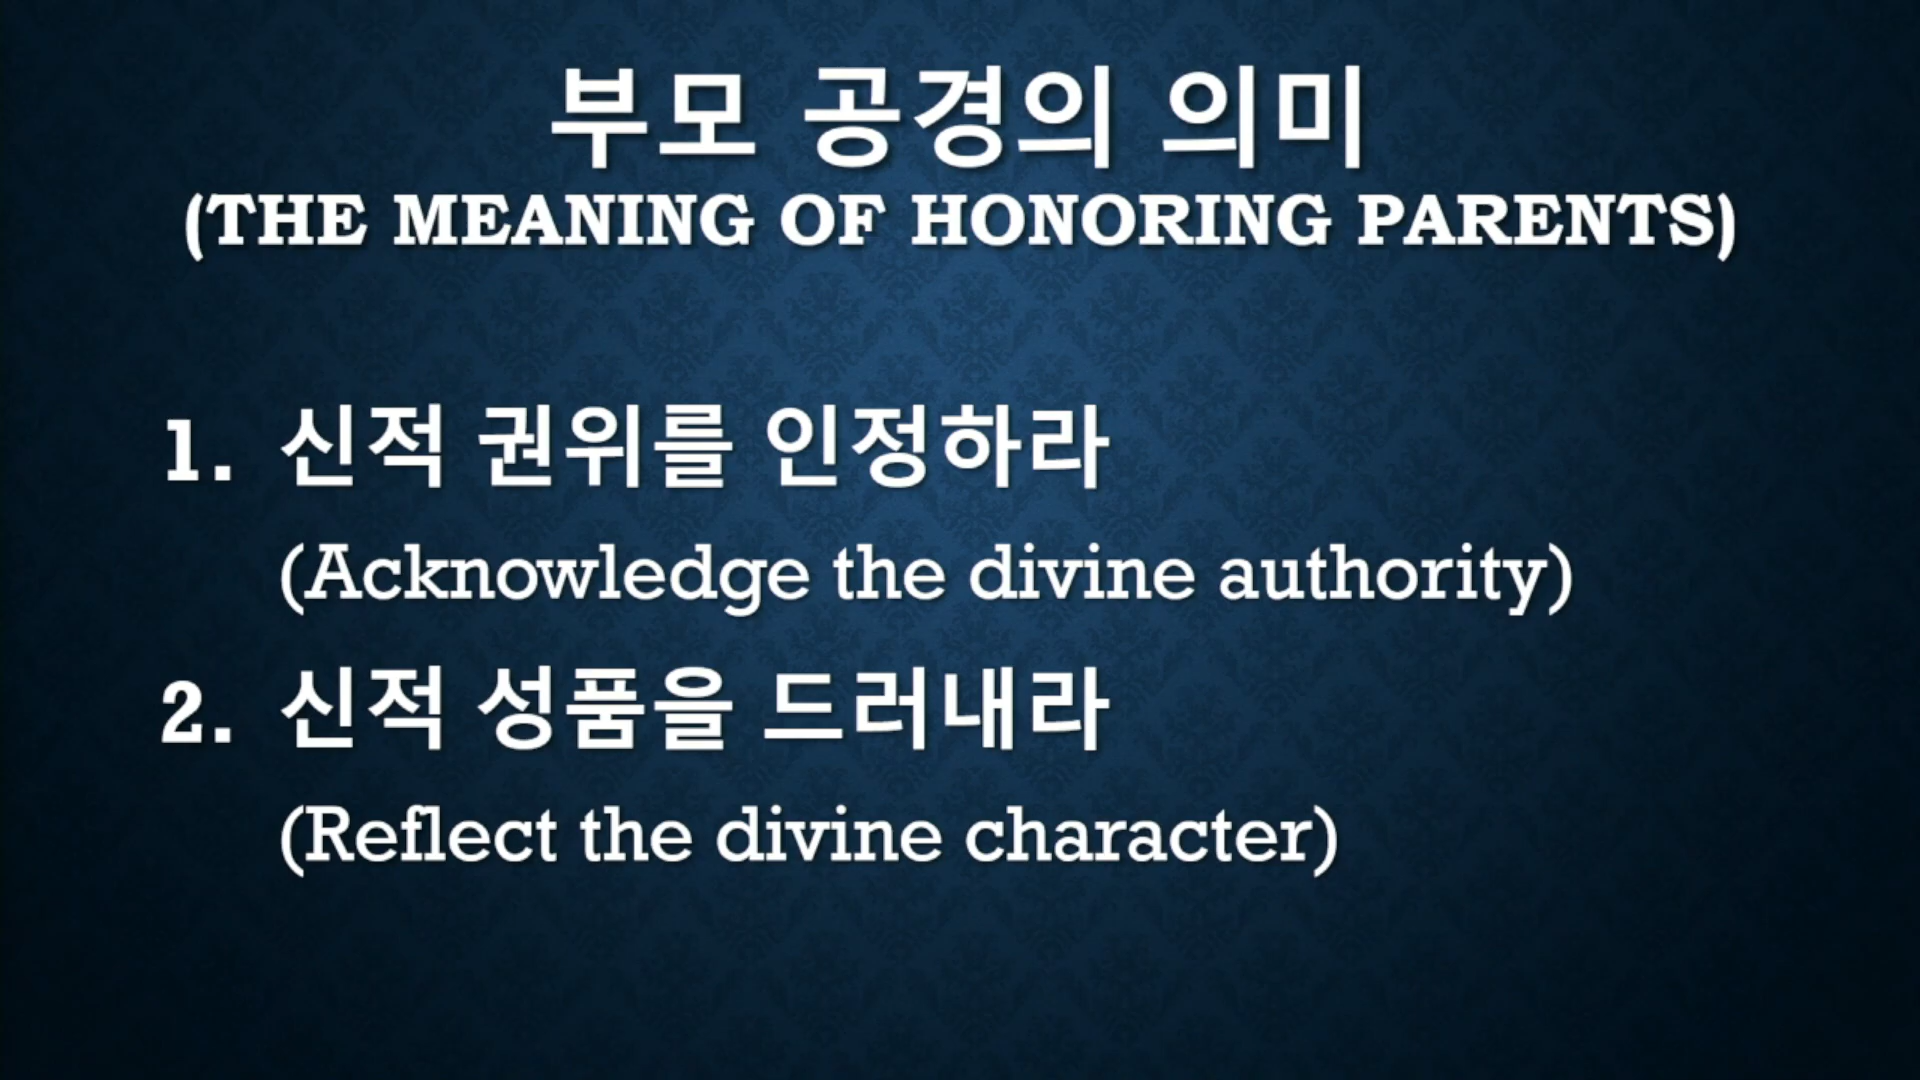 부모 공경의 의미
(THE MEANING OF HONORING PARENTS)
1. 신적 권위를 인정하라
(Acknowledge the divine authority)
2. 신적 성품을 드러내라
(Reflect the divine character)